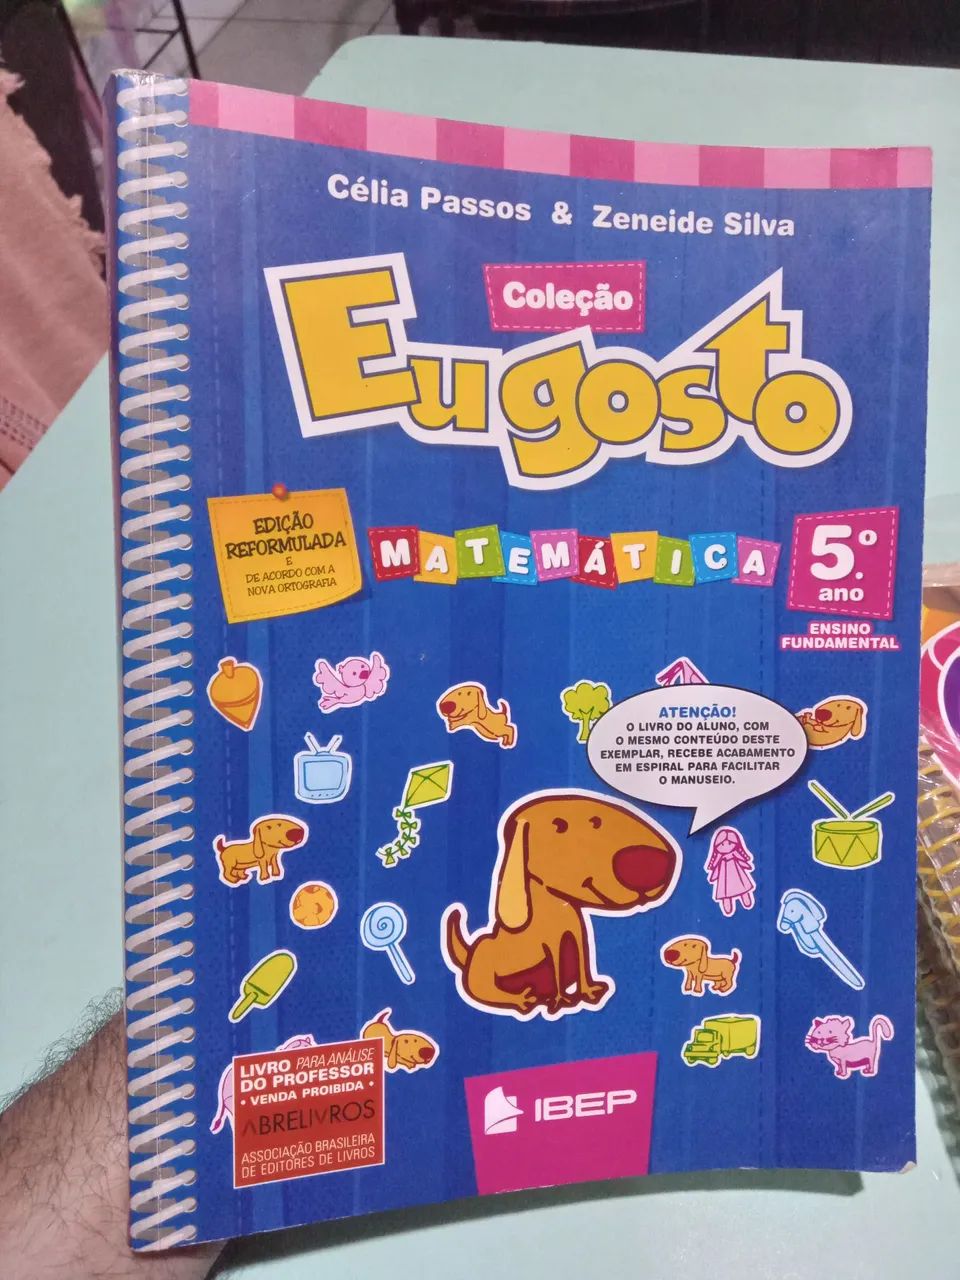 Célia Passos & Zeneide Silva
Coleção
Eu gosto
EDIÇÃO
REFORMULADA
E
DE ACORDO COM A
NOVA ORTOGRAFIA
MATEMÁTICA
5.º
ano
ENSINO
FUNDAMENTAL
ATENÇÃO!
O LIVRO DO ALUNO, COM
O MESMO CONTEÚDO DESTE
EXEMPLAR, RECEBE ACABAMENTO
EM ESPIRAL PARA FACILITAR
O MANUSEIO.
LIVRO PARA ANÁLISE
DO PROFESSOR
• VENDA PROIBIDA •
ABRELIVROS
ASSOCIAÇÃO BRASILEIRA
DE EDITORES DE LIVROS
IBEP